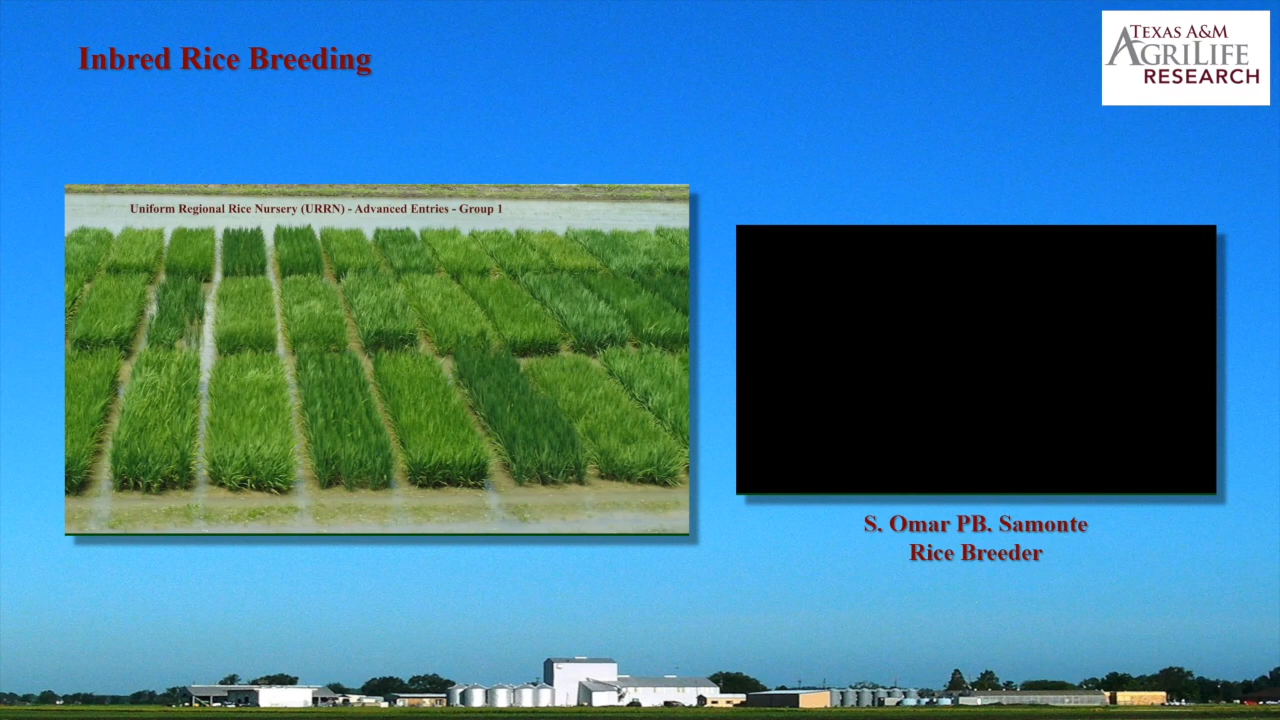 Inbred Rice Breeding
TEXAS A&M
AGRILIFE
RESEARCH
Uniform Regional Rice Nursery (URRN) - Advanced Entries - Group 1
S. Omar PB. Samonte
Rice Breeder